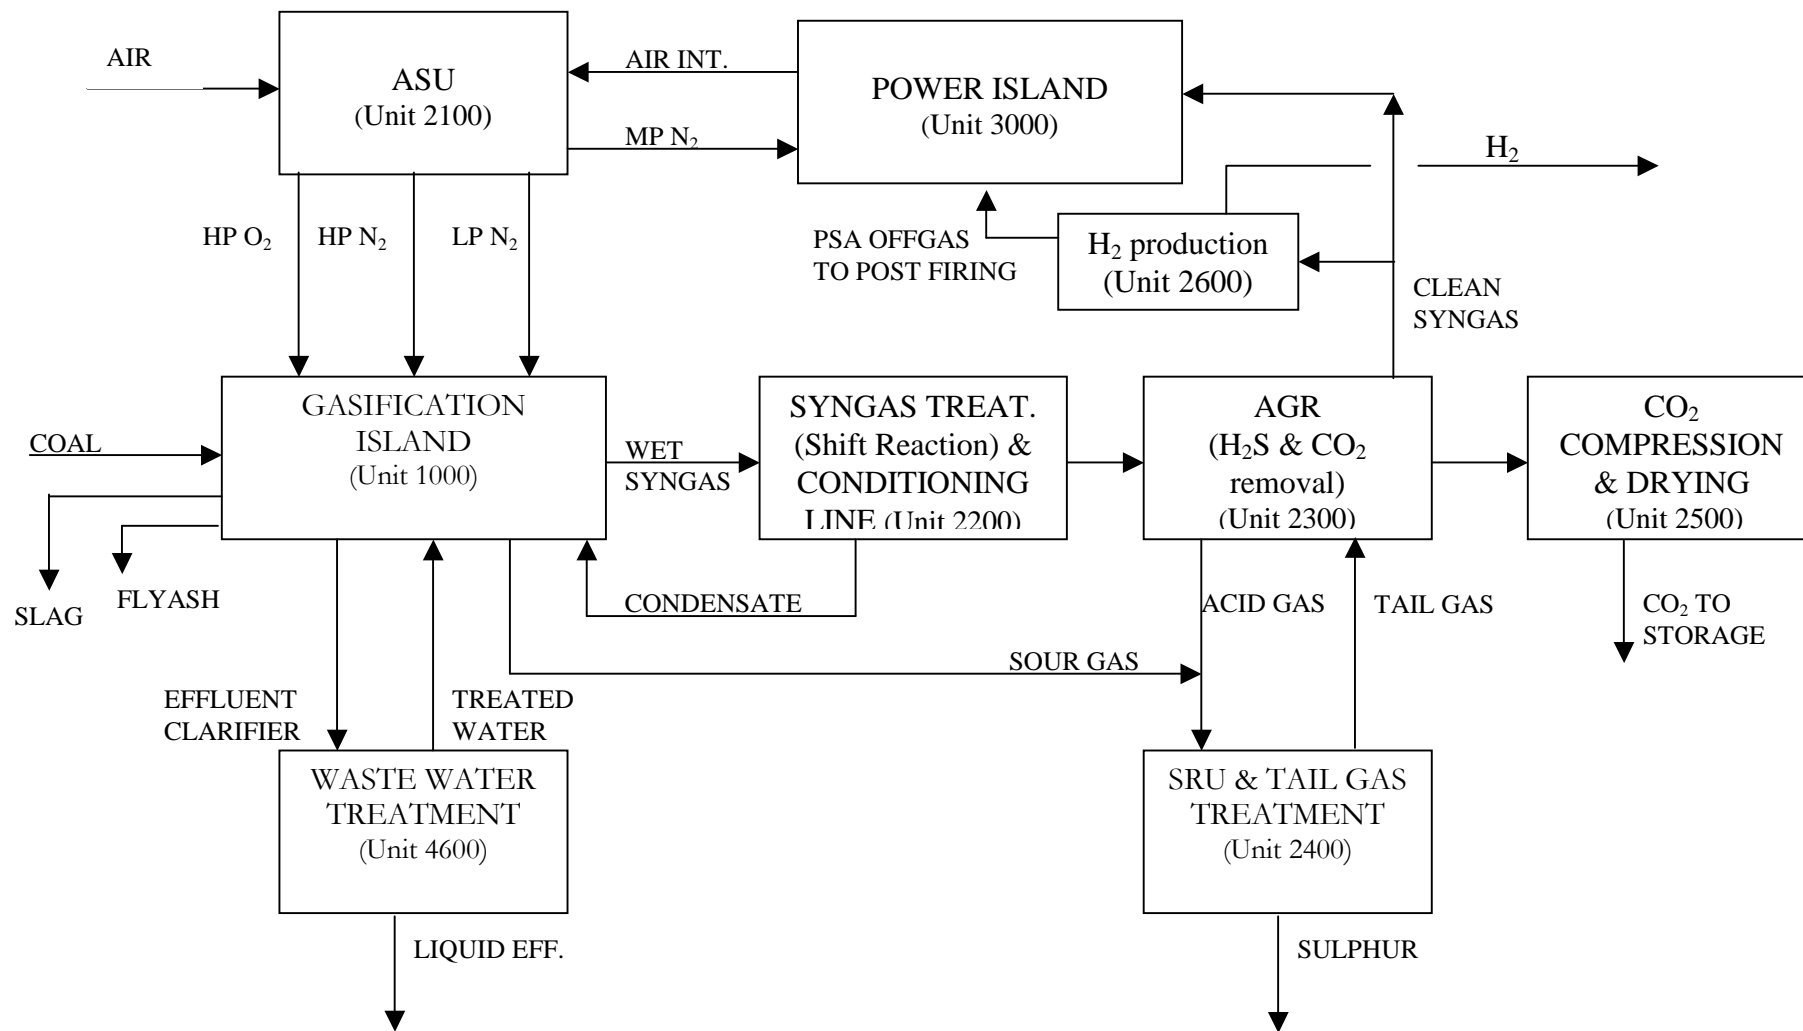 AIR
ASU
(Unit 2100)
AIR INT.
MP N₂
POWER ISLAND
(Unit 3000)
H₂
HP O₂
HP N₂
LP N₂
PSA OFFGAS
TO POST FIRING
H₂ production
(Unit 2600)
CLEAN
SYNGAS
COAL
GASIFICATION
ISLAND
(Unit 1000)
WET
SYNGAS
SYNGAS TREAT.
(Shift Reaction) &
CONDITIONING
LINE (Unit 2200)
AGR
(H₂S & CO₂
removal)
(Unit 2300)
CO₂
COMPRESSION
& DRYING
(Unit 2500)
SLAG
FLYASH
CONDENSATE
ACID GAS
TAIL GAS
CO₂ TO
STORAGE
SOUR GAS
EFFLUENT
CLARIFIER
TREATED
WATER
WASTE WATER
TREATMENT
(Unit 4600)
SRU & TAIL GAS
TREATMENT
(Unit 2400)
LIQUID EFF.
SULPHUR